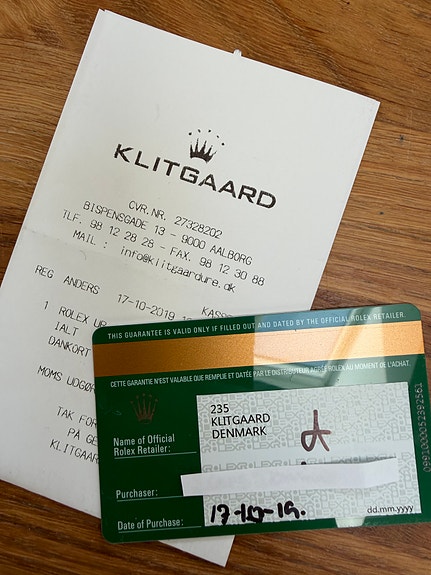 KLITGAARD
CVR.NR. 27328202
BISPENSGADE 13 - 9000 AALBORG
TLF. 98 12 28 28 - FAX. 98 12 30 88
MAIL : info@klitgaardure.dk
REG ANDERS 17-10-2019
1 ROLEX UR
IALT
DANKORT
MOMS UDGØR
TAK FOR
PÅ GE
KLITGAAR
THIS GUARANTEE IS VALID ONLY IF FILLED OUT AND DATED BY THE OFFICIAL ROLEX RETAILER.
CETTE GARANTIE N'EST VALABLE QUE REMPLIE ET DATÉE PAR LE DISTRIBUTEUR AGRÉÉ ROLEX AU MOMENT DE L'ACHAT.
235
KLITGAARD
DENMARK
Name of Official
Rolex Retailer:
Purchaser:
Date of Purchase:
17-10-19.
dd.mm.yyyy